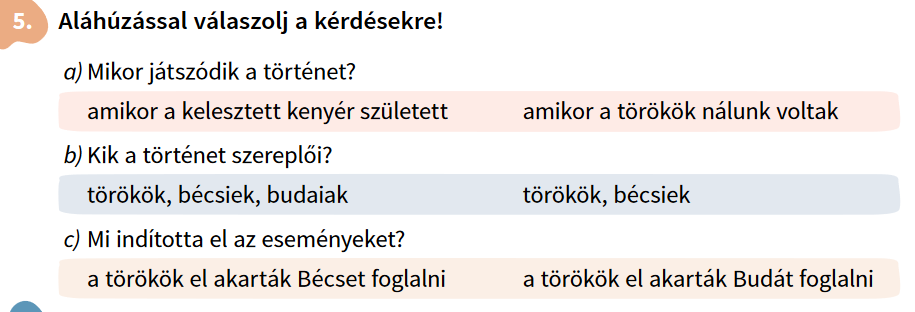 5. Aláhúzással válaszolj a kérdésekre!
a) Mikor játszódik a történet?
amikor a kelesztett kenyér született amikor a törökök nálunk voltak
b) Kik a történet szereplői?
törökök, bécsiek, budaiak törökök, bécsiek
c) Mi indította el az eseményeket?
a törökök el akarták Bécset foglalni a törökök el akarták Budát foglalni